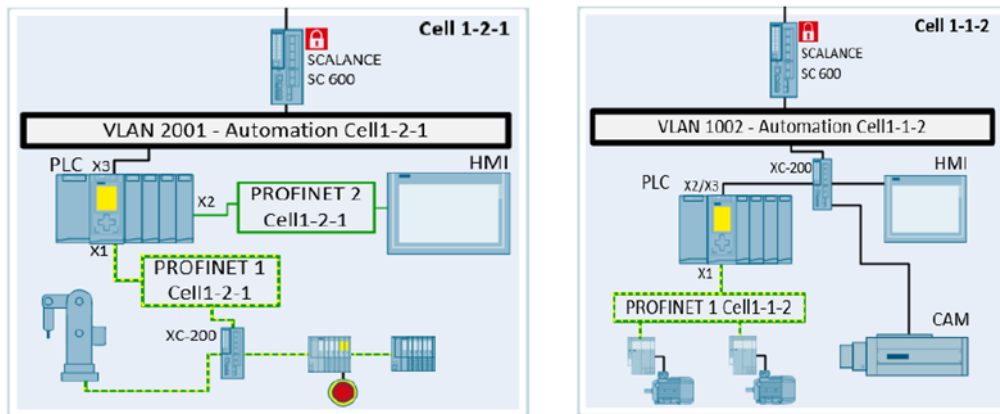 Cell 1-2-1
SCALANCE
SC 600
VLAN 2001 - Automation Cell1-2-1
PLC
X3
HMI
X2
PROFINET 2
Cell1-2-1
X1
PROFINET 1
Cell1-2-1
XC-200
Cell 1-1-2
SCALANCE
SC 600
VLAN 1002 - Automation Cell1-1-2
XC-200
HMI
PLC
X2/X3
X1
PROFINET 1 Cell1-1-2
CAM